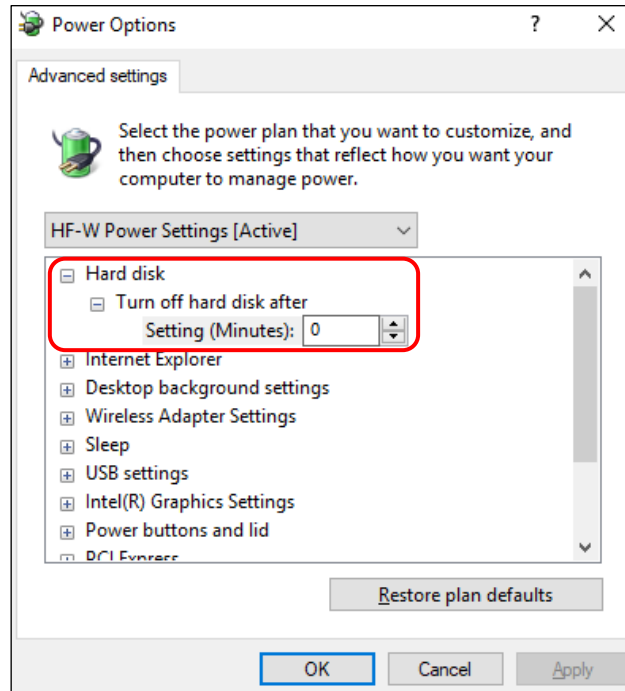 Power Options
Advanced settings
Select the power plan that you want to customize, and
then choose settings that reflect how you want your
computer to manage power.
HF-W Power Settings [Active]
Hard disk
Turn off hard disk after
Setting (Minutes): 0
Internet Explorer
Desktop background settings
Wireless Adapter Settings
Sleep
USB settings
Intel(R) Graphics Settings
Power buttons and lid
PCI Express
Restore plan defaults
OK Cancel Apply